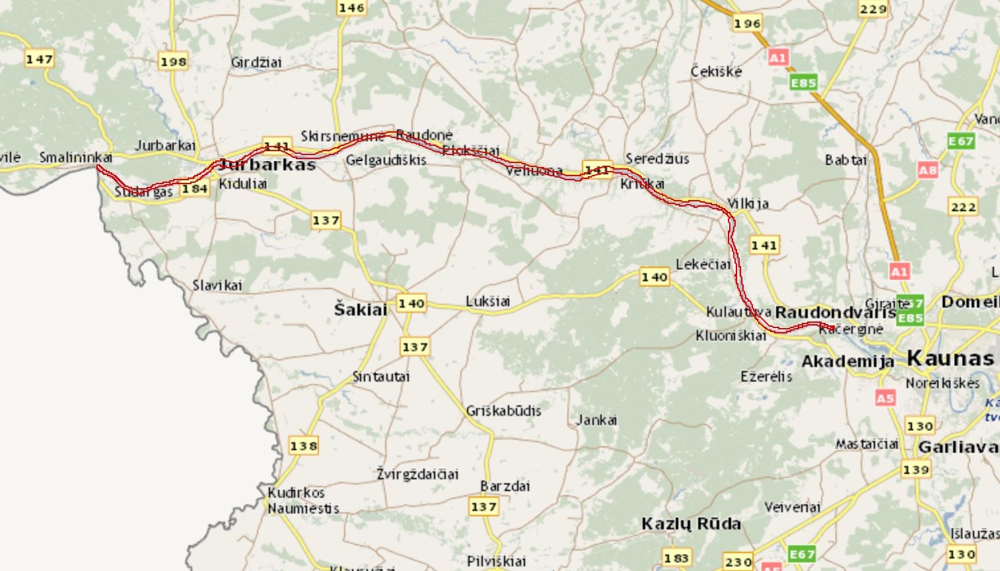 146
229
196
147
198
Girdžiai
A1
Čekiškė
E85
Jurbarkai
Skirsnemunė
Raudonė
141
E67
vilė
Smalininkai
Jurbarkas
Gelgaudiškis
Plokščiai
Veliuona
141
Seredžius
Babtai
A8
Sudargas
184
Kiduliai
Kriūkai
Vilkija
222
137
141
Lekėčiai
A1
140
Slavikai
Šakiai
140
Lukšiai
Kulautuva
Raudondvaris
Giraitė
E85
Kačerginė
Kluoniškiai
137
Akademija
Kaunas
Sintautai
Ežerėlis
Noreikiškės
A5
Griškabūdis
Jankai
130
138
Mastaičiai
Garliava
Žvirgždaičiai
139
Kudirkos
Naumiestis
Barzdai
137
Veiveriai
Kazlų Rūda
Išlaužas
183
230
E67
130
Pilviškiai